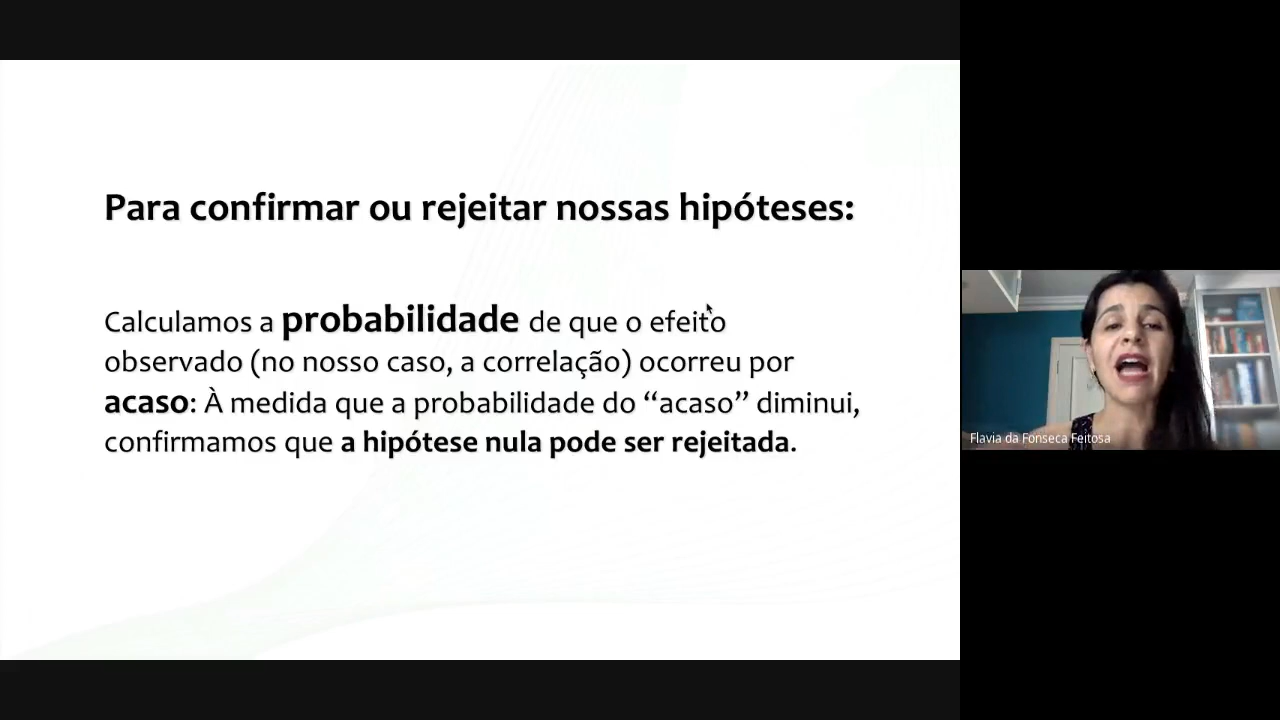 Para confirmar ou rejeitar nossas hipóteses:
Calculamos a probabilidade de que o efeito
observado (no nosso caso, a correlação) ocorreu por
acaso: À medida que a probabilidade do “acaso” diminui,
confirmamos que a hipótese nula pode ser rejeitada.
Flavia da Fonseca Feitosa